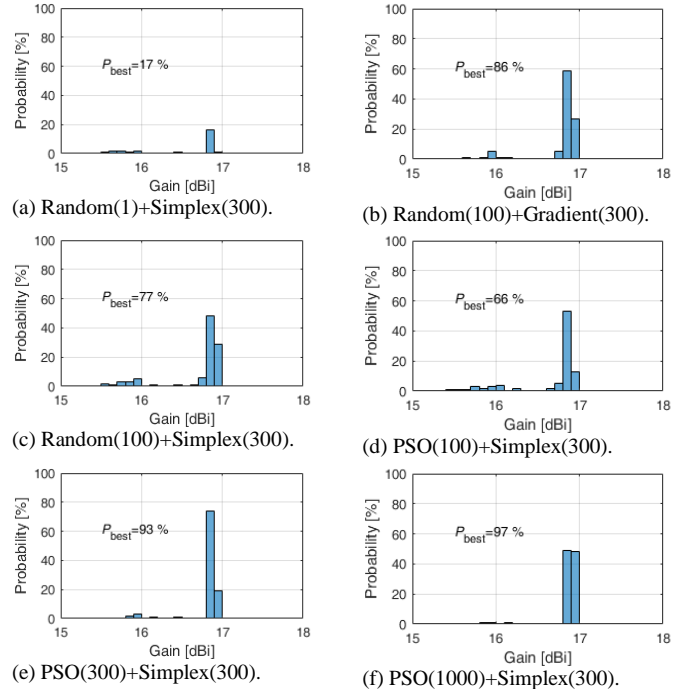 100
80
60
40
20
0
Probability [%]
P_best=17 %
15 16 17 18
Gain [dBi]
(a) Random(1)+Simplex(300).
100
80
60
40
20
0
Probability [%]
P_best=86 %
15 16 17 18
Gain [dBi]
(b) Random(100)+Gradient(300).
100
80
60
40
20
0
Probability [%]
P_best=77 %
15 16 17 18
Gain [dBi]
(c) Random(100)+Simplex(300).
100
80
60
40
20
0
Probability [%]
P_best=66 %
15 16 17 18
Gain [dBi]
(d) PSO(100)+Simplex(300).
100
80
60
40
20
0
Probability [%]
P_best=93 %
15 16 17 18
Gain [dBi]
(e) PSO(300)+Simplex(300).
100
80
60
40
20
0
Probability [%]
P_best=97 %
15 16 17 18
Gain [dBi]
(f) PSO(1000)+Simplex(300).